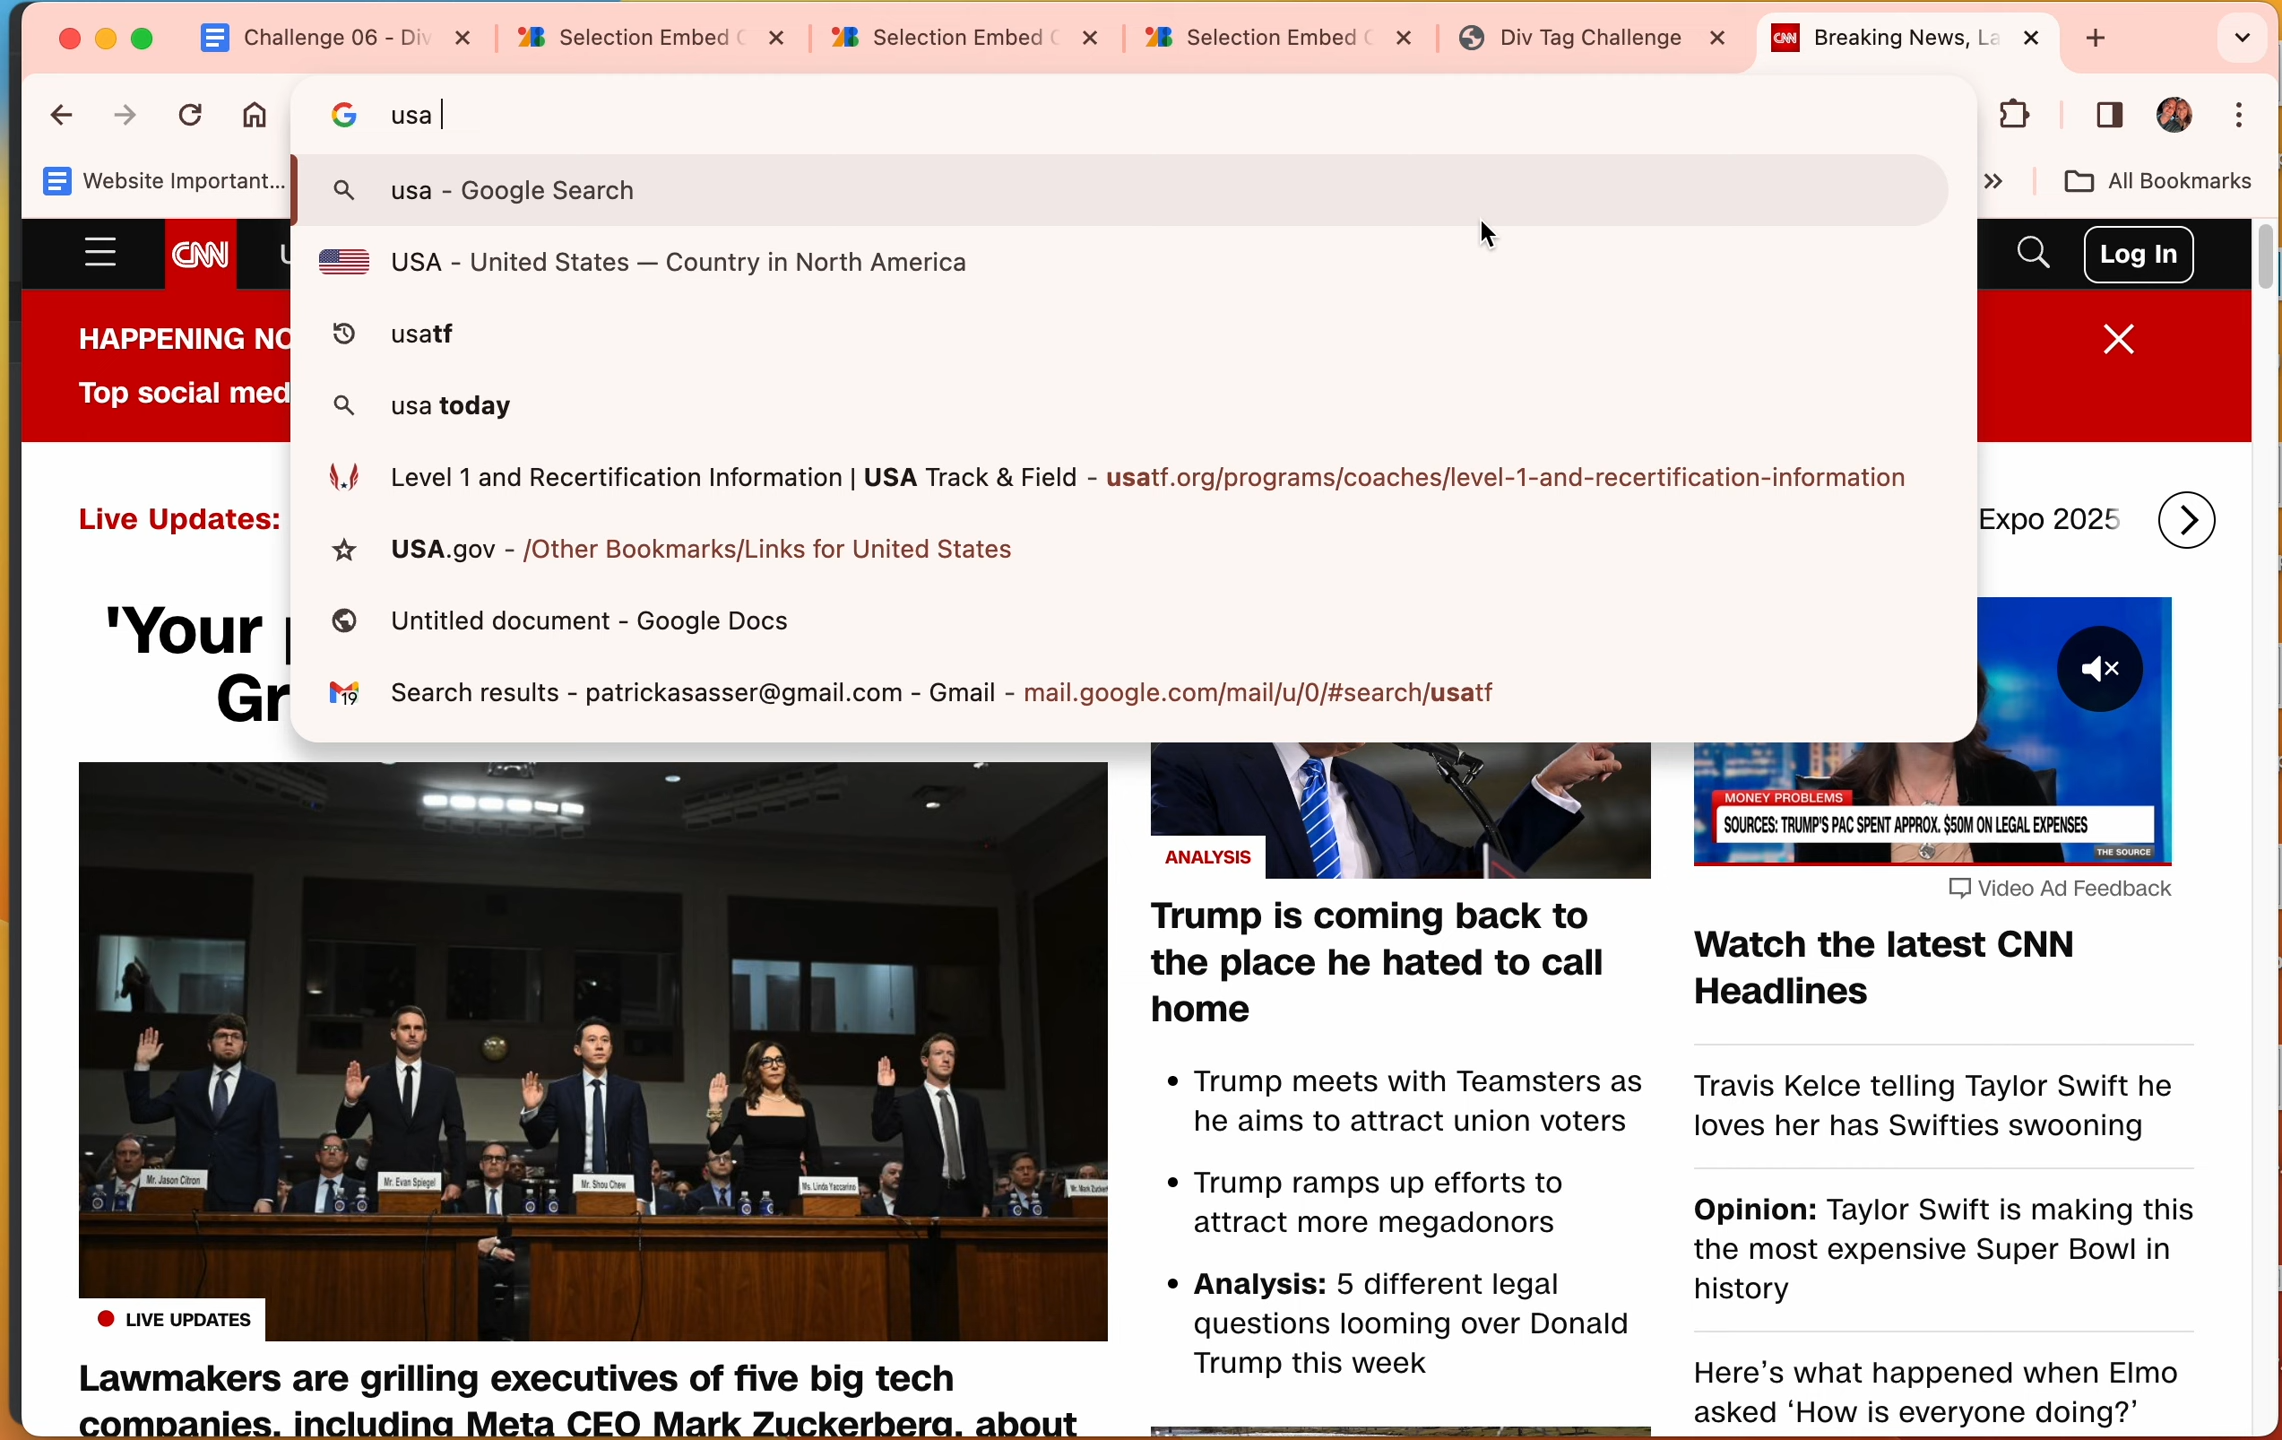 Challenge 06 - Div
Selection Embed C
Selection Embed C
Selection Embed C
Div Tag Challenge
CNN
Breaking News, La
usa
Website Important...
usa - Google Search
All Bookmarks
USA - United States — Country in North America
CNN
Log In
usatf
HAPPENING NO
usa today
Top social med
Level 1 and Recertification Information | USA Track & Field - usatf.org/programs/coaches/level-1-and-recertification-information
Live Updates:
Expo 2025
USA.gov - /Other Bookmarks/Links for United States
Untitled document - Google Docs
'Your
Gr
19
Search results - patrickasasser@gmail.com - Gmail - mail.google.com/mail/u/0/#search/usatf
MONEY PROBLEMS
SOURCES: TRUMP'S PAC SPENT APPROX. $50M ON LEGAL EXPENSES
THE SOURCE
Video Ad Feedback
Mr. Jason Citron
Mr. Evan Spiegel
Mr. Shou Chew
Ms. Linda Yaccarino
Mr. Mark Zucker
LIVE UPDATES
Lawmakers are grilling executives of five big tech
companies, including Meta CEO Mark Zuckerberg, about
ANALYSIS
Trump is coming back to
the place he hated to call
home
• Trump meets with Teamsters as
he aims to attract union voters
• Trump ramps up efforts to
attract more megadonors
• Analysis: 5 different legal
questions looming over Donald
Trump this week
Watch the latest CNN
Headlines
Travis Kelce telling Taylor Swift he
loves her has Swifties swooning
Opinion: Taylor Swift is making this
the most expensive Super Bowl in
history
Here’s what happened when Elmo
asked ‘How is everyone doing?’